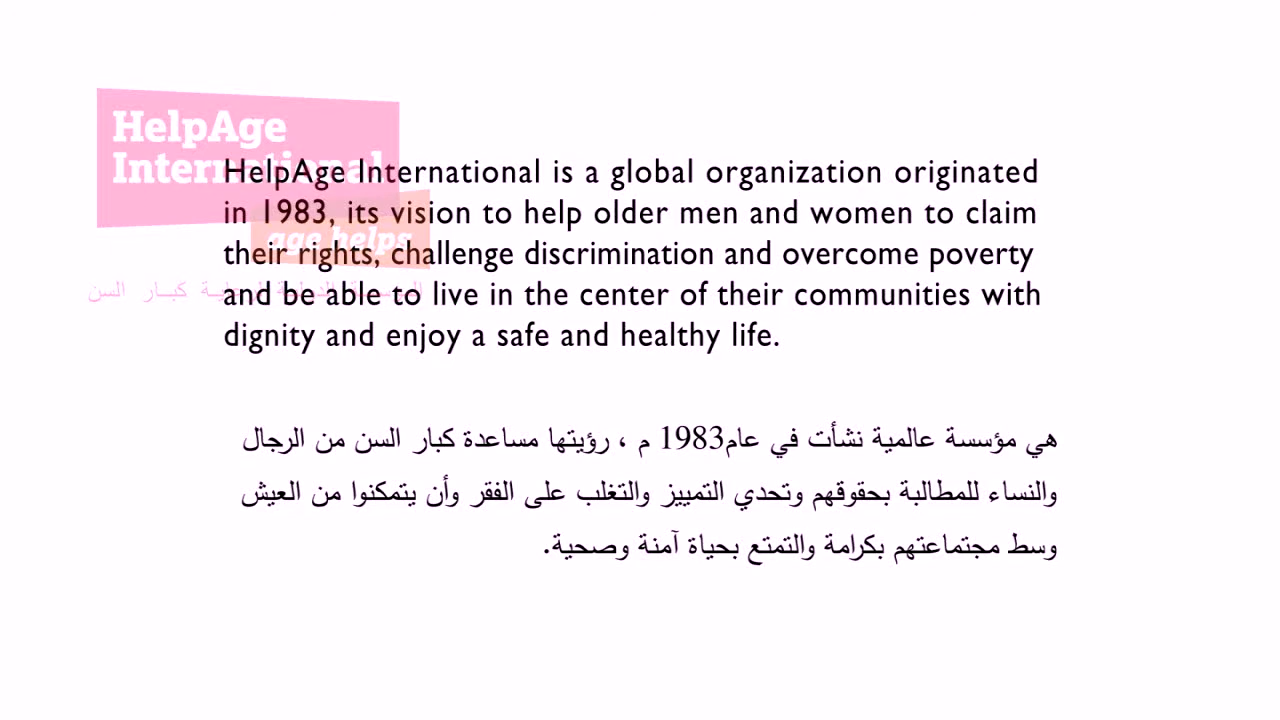 HelpAge
International
age helps
كبار السن
HelpAge International is a global organization originated
in 1983, its vision to help older men and women to claim
their rights, challenge discrimination and overcome poverty
and be able to live in the center of their communities with
dignity and enjoy a safe and healthy life.
هي مؤسسة عالمية نشأت في عام1983 م ، رؤيتها مساعدة كبار السن من الرجال
والنساء للمطالبة بحقوقهم وتحدي التمييز والتغلب على الفقر وأن يتمكنوا من العيش
وسط مجتماعتهم بكرامة والتمتع بحياة آمنة وصحية.